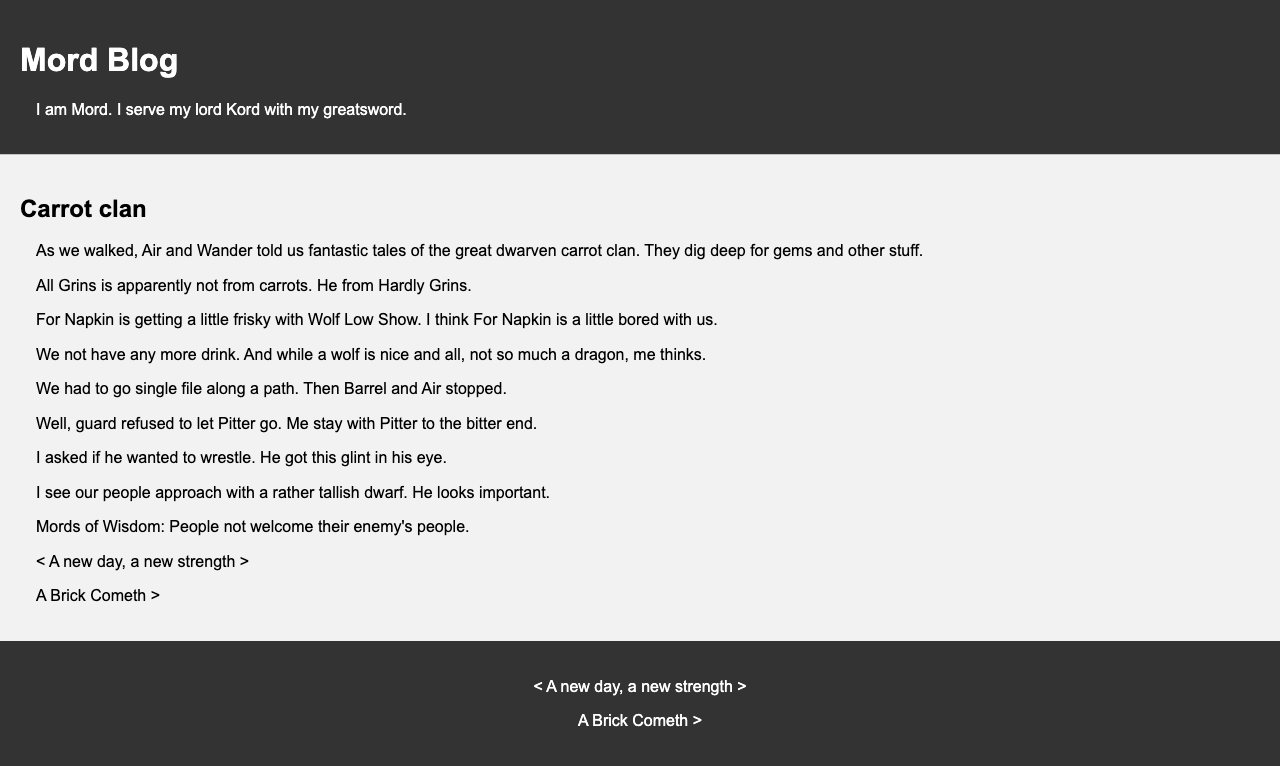 Mord Blog
I am Mord. I serve my lord Kord with my greatsword.
Carrot clan
As we walked, Air and Wander told us fantastic tales of the great dwarven carrot clan. They dig deep for gems and other stuff.
All Grins is apparently not from carrots. He from Hardly Grins.
For Napkin is getting a little frisky with Wolf Low Show. I think For Napkin is a little bored with us.
We not have any more drink. And while a wolf is nice and all, not so much a dragon, me thinks.
We had to go single file along a path. Then Barrel and Air stopped.
Well, guard refused to let Pitter go. Me stay with Pitter to the bitter end.
I asked if he wanted to wrestle. He got this glint in his eye.
I see our people approach with a rather tallish dwarf. He looks important.
Mords of Wisdom: People not welcome their enemy's people.
< A new day, a new strength >
A Brick Cometh >
< A new day, a new strength >
A Brick Cometh >